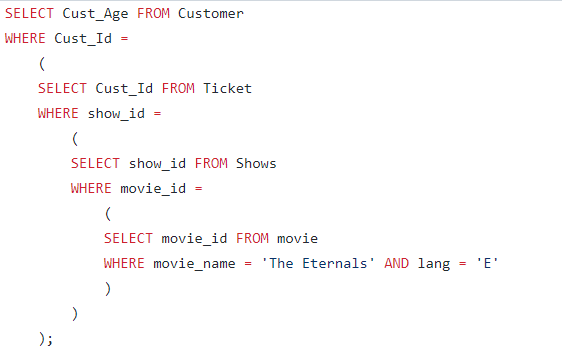 SELECT Cust_Age FROM Customer
WHERE Cust_Id =
(
SELECT Cust_Id FROM Ticket
WHERE show_id =
(
SELECT show_id FROM Shows
WHERE movie_id =
(
SELECT movie_id FROM movie
WHERE movie_name = 'The Eternals' AND lang = 'E'
)
)
);